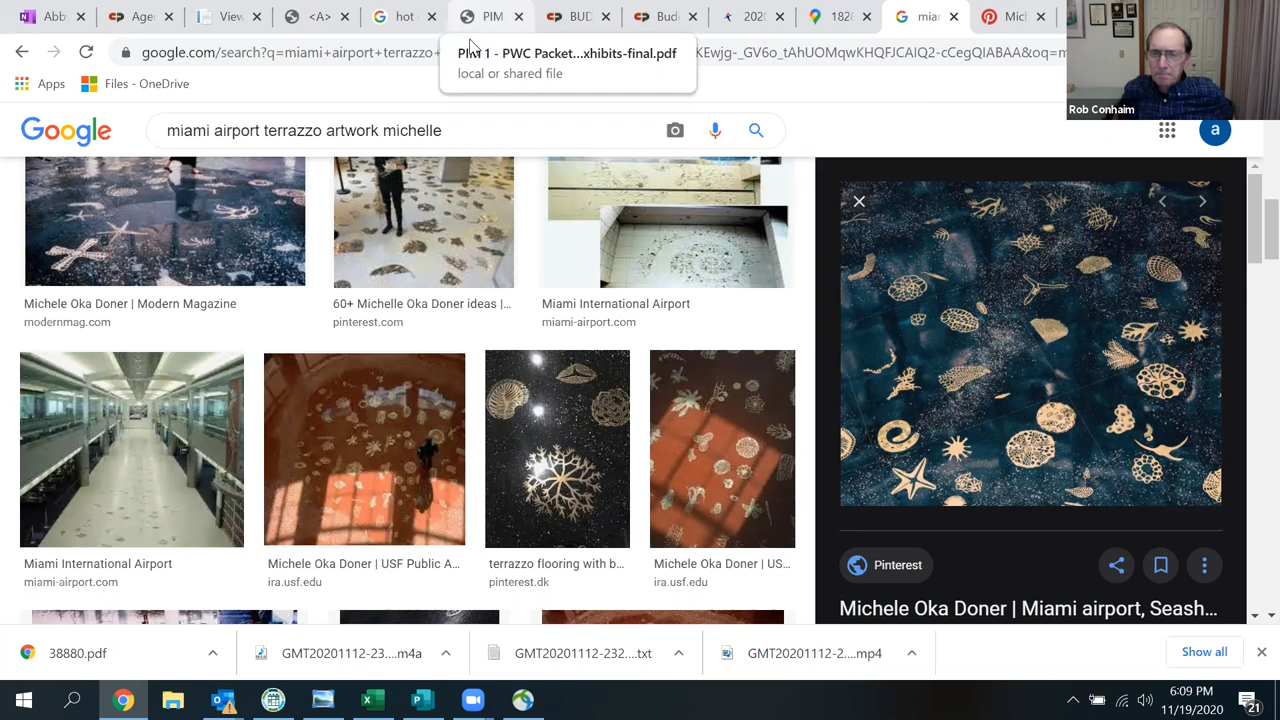 Abb
Age
View
<A>
ho
PIM
BUD
Bud
202
182
mia
Mich
google.com/search?q=miami+airport+terrazzo+
KEwjg-_GV6o_tAhUOMqwKHQFJCAIQ2-cCegQIABAA&oq=m
PIM 1 - PWC Packet...xhibits-final.pdf
local or shared file
Rob Conhaim
Apps
Files - OneDrive
Google
miami airport terrazzo artwork michelle
a
Michele Oka Doner | Modern Magazine
modernmag.com
60+ Michelle Oka Doner ideas |...
pinterest.com
Miami International Airport
miami-airport.com
Miami International Airport
miami-airport.com
Michele Oka Doner | USF Public A...
ira.usf.edu
terrazzo flooring with b...
pinterest.dk
Michele Oka Doner | US...
ira.usf.edu
Pinterest
Michele Oka Doner | Miami airport, Seash...
38880.pdf
GMT20201112-23....m4a
GMT20201112-232....txt
GMT20201112-2....mp4
Show all
6:09 PM
11/19/2020
21